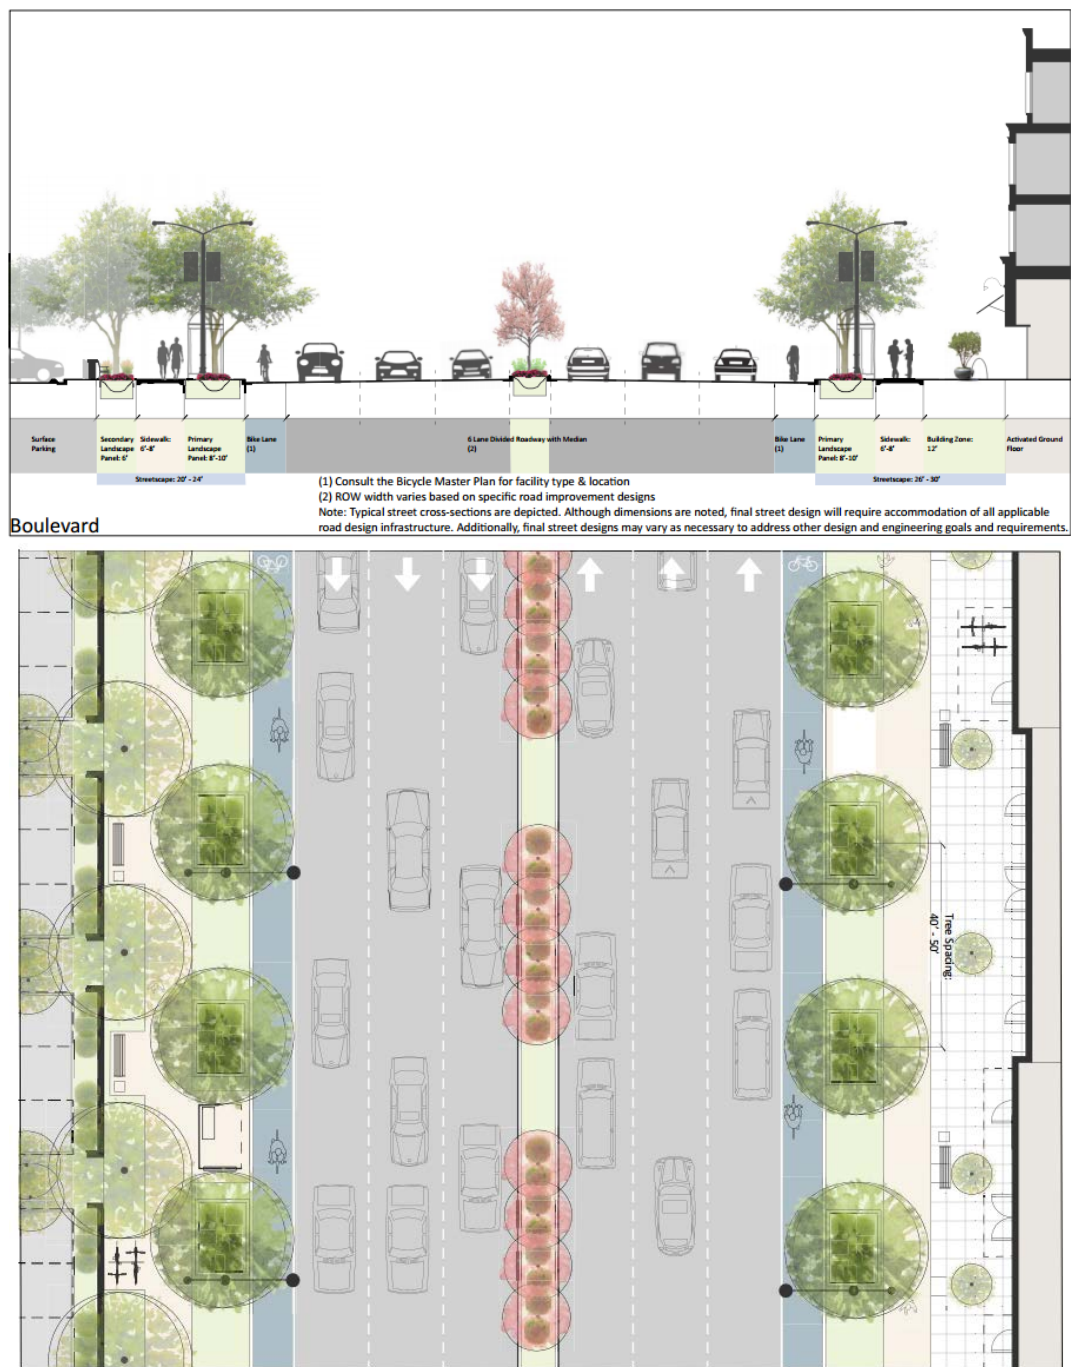 Surface
Parking
Secondary
Landscape
Panel: 6'
Sidewalk:
6'-8'
Primary
Landscape
Panel: 8'-10'
Bike Lane
(1)
6 Lane Divided Roadway with Median
(2)
Bike Lane
(1)
Primary
Landscape
Panel: 8'-10'
Sidewalk:
6'-8'
Building Zone:
12'
Activated Ground
Floor
Streetscape: 20' - 24'
Streetscape: 26' - 30'
(1) Consult the Bicycle Master Plan for facility type & location
(2) ROW width varies based on specific road improvement designs
Note: Typical street cross-sections are depicted. Although dimensions are noted, final street design will require accommodation of all applicable
road design infrastructure. Additionally, final street designs may vary as necessary to address other design and engineering goals and requirements.
Boulevard
Tree Spacing:
40' - 50'